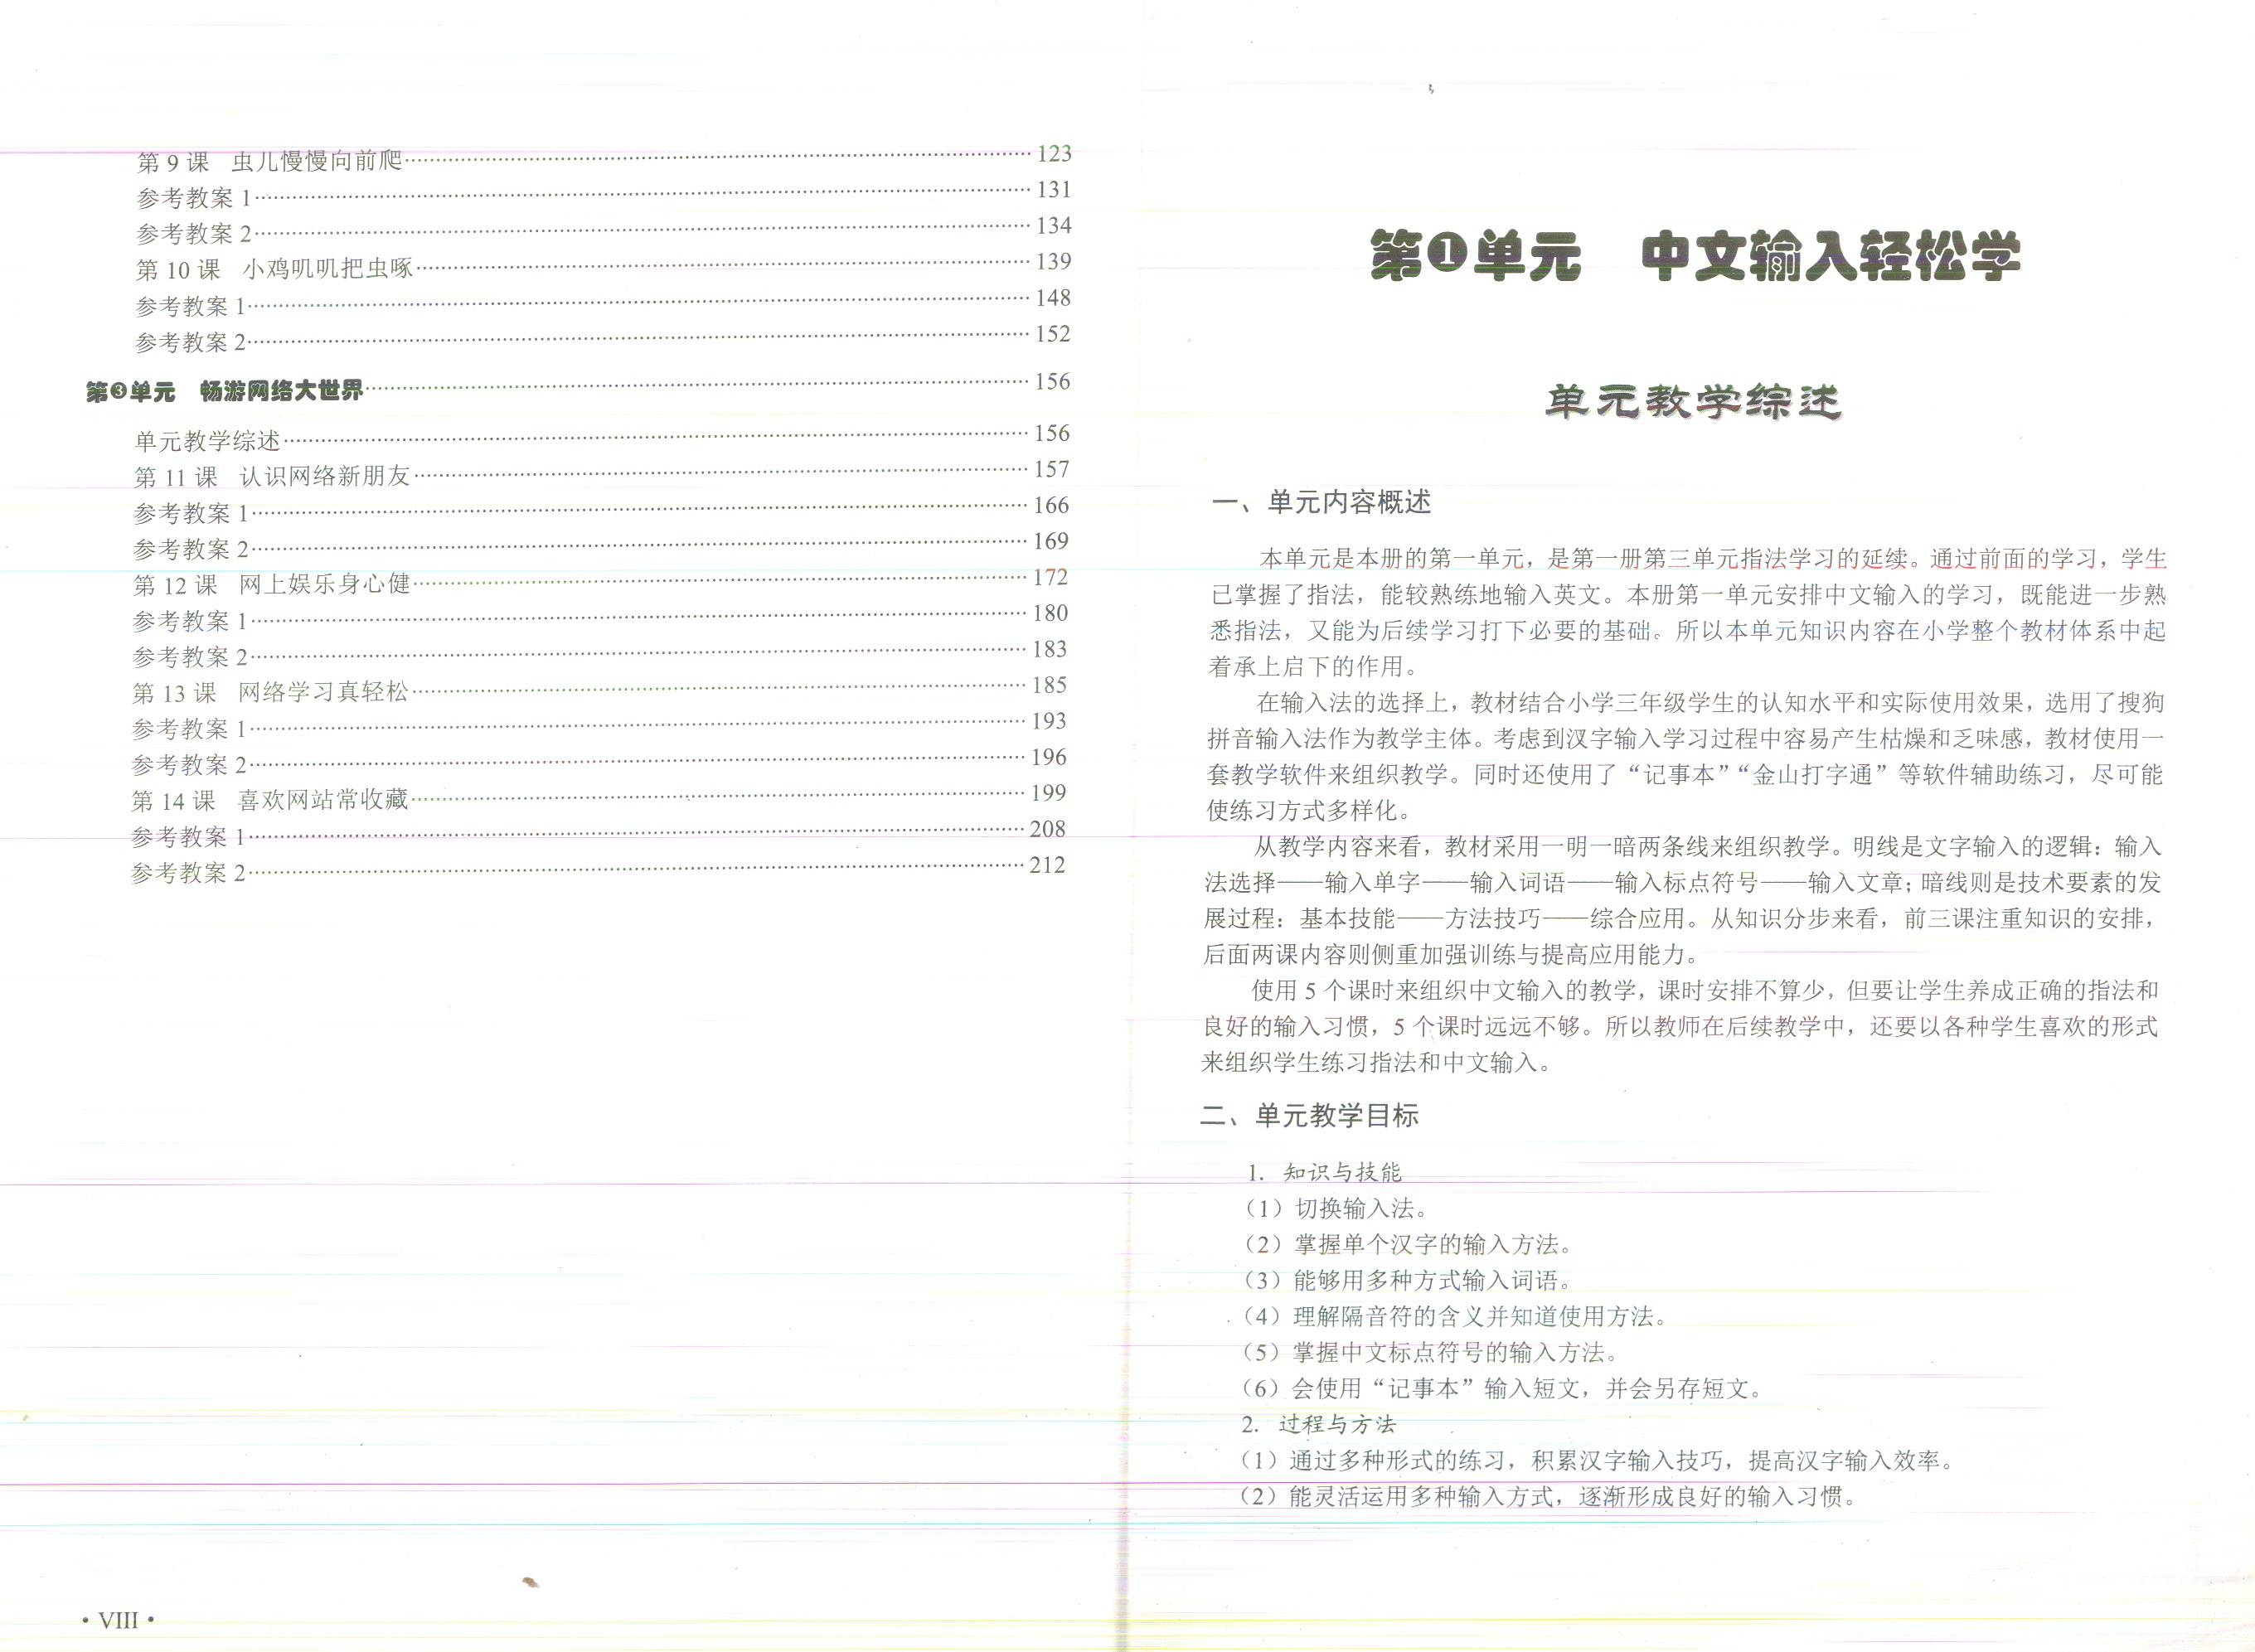 第 9 课 虫儿慢慢向前爬 123
参考教案 1 131
参考教案 2 134
第 10 课 小鸡叽叽把虫啄 139
参考教案 1 148
参考教案 2 152
第❸单元 畅游网络大世界 156
单元教学综述 156
第 11 课 认识网络新朋友 157
参考教案 1 166
参考教案 2 169
第 12 课 网上娱乐身心健 172
参考教案 1 180
参考教案 2 183
第 13 课 网络学习真轻松 185
参考教案 1 193
参考教案 2 196
第 14 课 喜欢网站常收藏 199
参考教案 1 208
参考教案 2 212
• VIII •
第❶单元 中文输入轻松学
单元教学综述
一、单元内容概述
本单元是本册的第一单元，是第一册第三单元指法学习的延续。通过前面的学习，学生
已掌握了指法，能较熟练地输入英文。本册第一单元安排中文输入的学习，既能进一步熟
悉指法，又能为后续学习打下必要的基础。所以本单元知识内容在小学整个教材体系中起
着承上启下的作用。
在输入法的选择上，教材结合小学三年级学生的认知水平和实际使用效果，选用了搜狗
拼音输入法作为教学主体。考虑到汉字输入学习过程中容易产生枯燥和乏味感，教材使用一
套教学软件来组织教学。同时还使用了“记事本”“金山打字通”等软件辅助练习，尽可能
使练习方式多样化。
从教学内容来看，教材采用一明一暗两条线来组织教学。明线是文字输入的逻辑：输入
法选择——输入单字——输入词语——输入标点符号——输入文章；暗线则是技术要素的发
展过程：基本技能——方法技巧——综合应用。从知识分步来看，前三课注重知识的安排，
后面两课内容则侧重加强训练与提高应用能力。
使用 5 个课时来组织中文输入的教学，课时安排不算少，但要让学生养成正确的指法和
良好的输入习惯，5 个课时远远不够。所以教师在后续教学中，还要以各种学生喜欢的形式
来组织学生练习指法和中文输入。
二、单元教学目标
1. 知识与技能
（1）切换输入法。
（2）掌握单个汉字的输入方法。
（3）能够用多种方式输入词语。
（4）理解隔音符的含义并知道使用方法。
（5）掌握中文标点符号的输入方法。
（6）会使用“记事本”输入短文，并会另存短文。
2. 过程与方法
（1）通过多种形式的练习，积累汉字输入技巧，提高汉字输入效率。
（2）能灵活运用多种输入方式，逐渐形成良好的输入习惯。